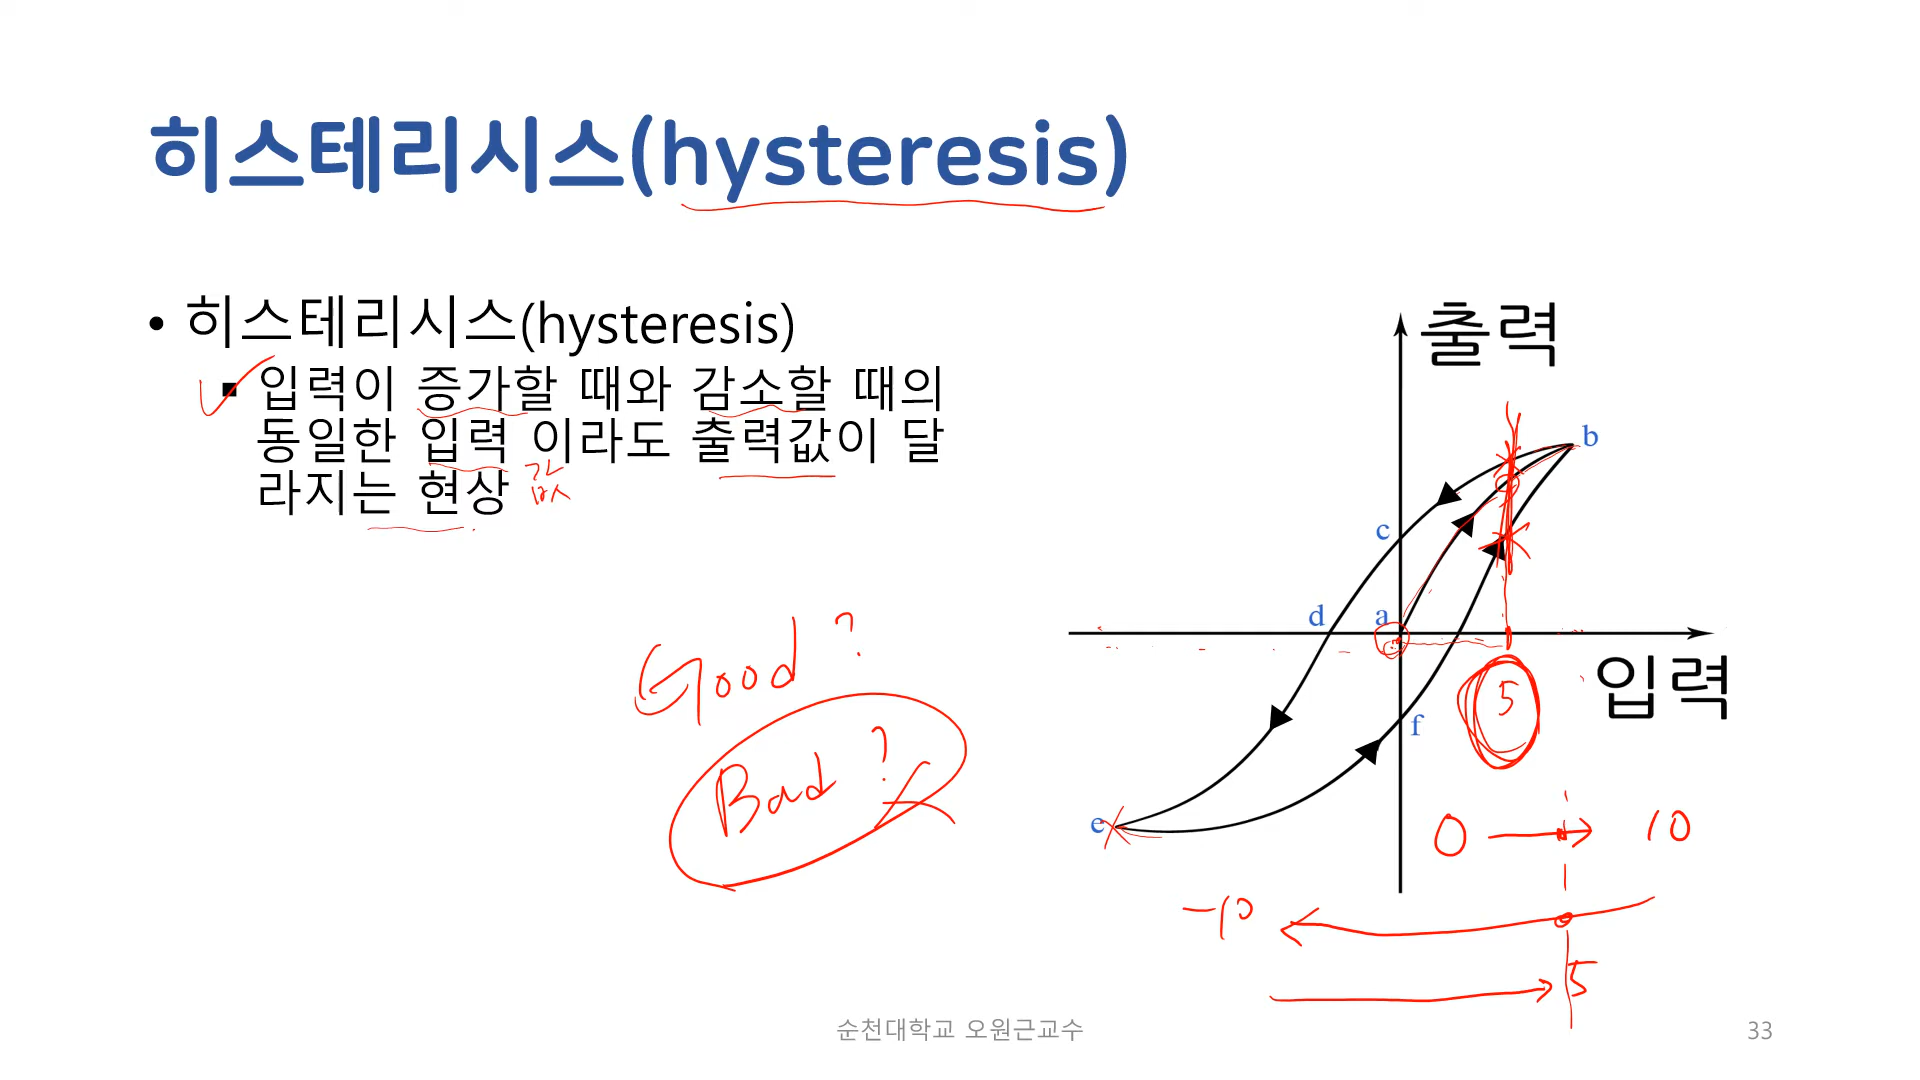 히스테리시스(hysteresis)
• 히스테리시스(hysteresis)
▪ 입력이 증가할 때와 감소할 때의
동일한 입력 이라도 출력값이 달
라지는 현상
값
출력
b
c
d
a
입력
f
e
5
Good ?
Bad ?
0 → 10
-10
5
순천대학교 오원근교수
33